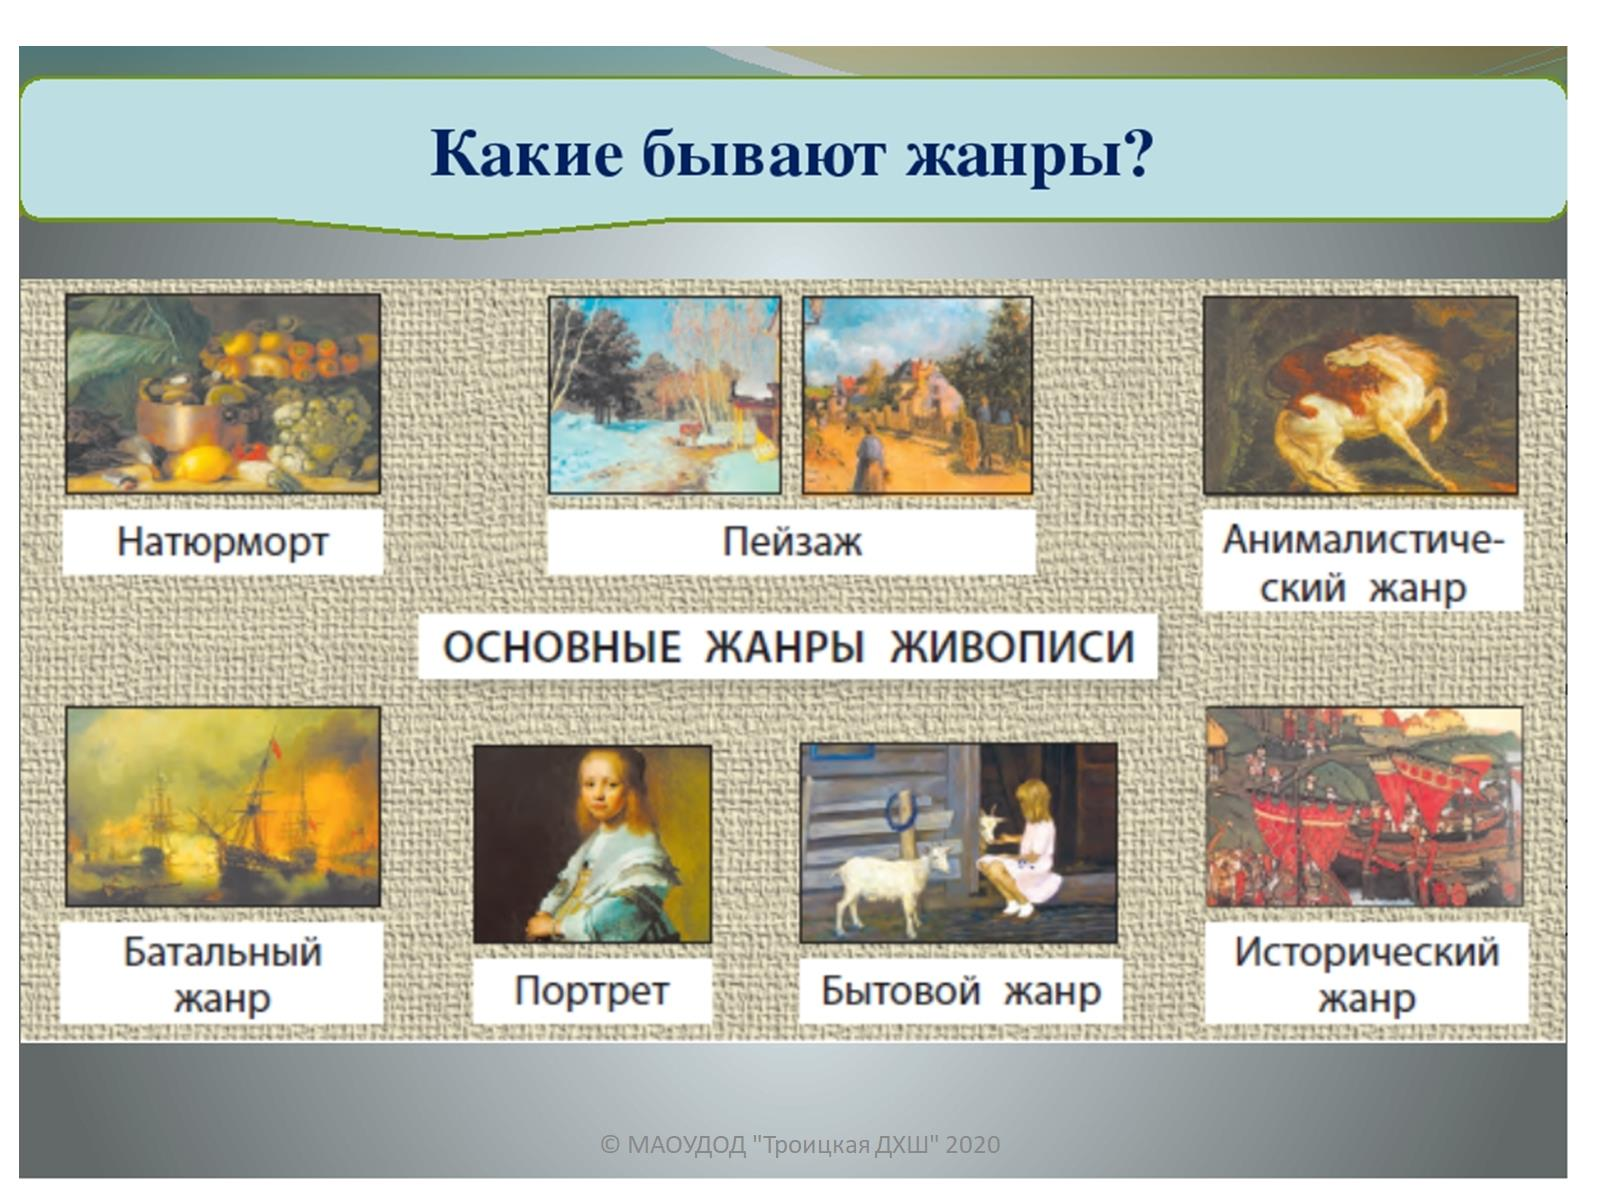 Какие бывают жанры?
Натюрморт
Пейзаж
Анималистиче-
ский жанр
ОСНОВНЫЕ ЖАНРЫ ЖИВОПИСИ
Батальный
жанр
Портрет
Бытовой жанр
Исторический
жанр
© МАОУДОД "Троицкая ДХШ" 2020